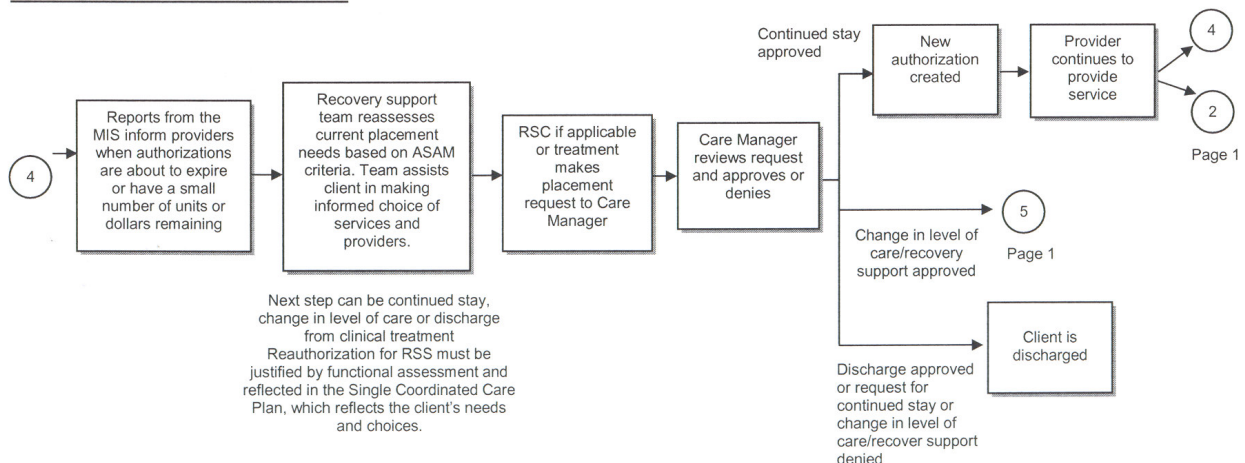 4
Reports from the
MIS inform providers
when authorizations
are about to expire
or have a small
number of units or
dollars remaining
Recovery support
team reassesses
current placement
needs based on ASAM
criteria. Team assists
client in making
informed choice of
services and
providers.
Next step can be continued stay,
change in level of care or discharge
from clinical treatment
Reauthorization for RSS must be
justified by functional assessment and
reflected in the Single Coordinated Care
Plan, which reflects the client's needs
and choices.
RSC if applicable
or treatment
makes
placement
request to Care
Manager
Care Manager
reviews request
and approves or
denies
Continued stay
approved
New
authorization
created
Provider
continues to
provide
service
4
2
Page 1
Change in level of
care/recovery
support approved
5
Page 1
Discharge approved
or request for
continued stay or
change in level of
care/recover support
denied
Client is
discharged